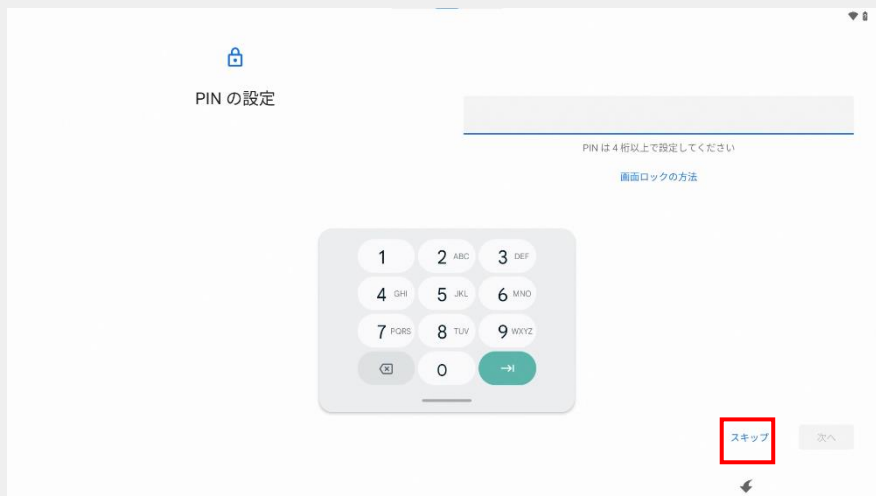 PIN の設定
PIN は 4 桁以上で設定してください
画面ロックの方法
1
2 ABC
3 DEF
4 GHI
5 JKL
6 MNO
7 PQRS
8 TUV
9 WXYZ
0
スキップ
次へ